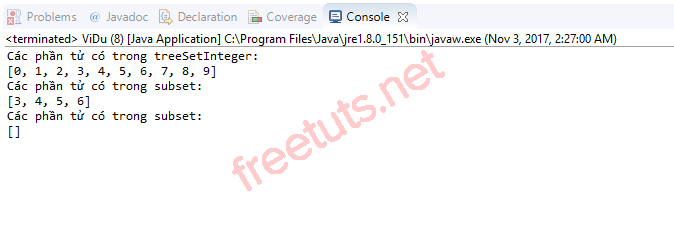 Problems @ Javadoc Declaration Coverage Console
<terminated> ViDu (8) [Java Application] C:\Program Files\Java\jre1.8.0_151\bin\javaw.exe (Nov 3, 2017, 2:27:00 AM)
Các phần tử có trong treeSetInteger:
[0, 1, 2, 3, 4, 5, 6, 7, 8, 9]
Các phần tử có trong subset:
[3, 4, 5, 6]
Các phần tử có trong subset:
[]
freetuts.net